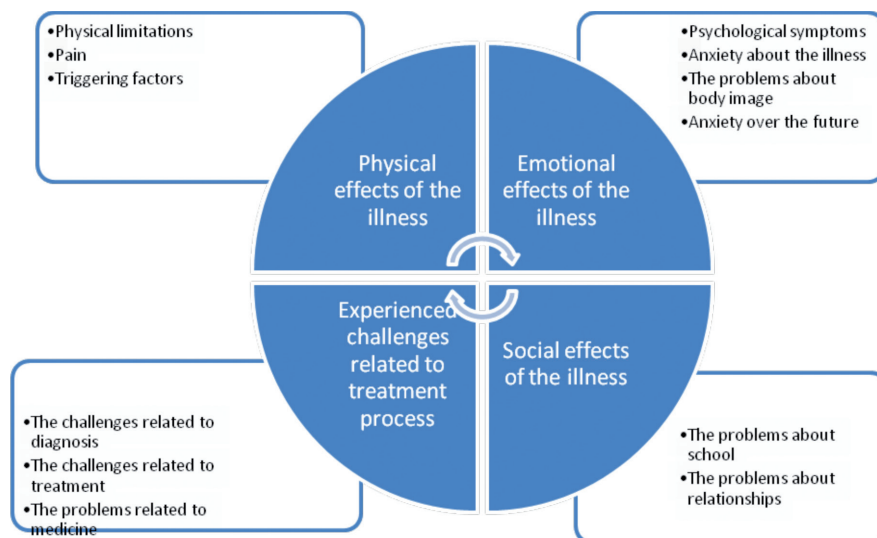 •Physical limitations
•Pain
•Triggering factors
•Psychological symptoms
•Anxiety about the illness
•The problems about
body image
•Anxiety over the future
Physical
effects of the
illness
Emotional
effects of the
illness
Experienced
challenges
related to
treatment
process
Social effects
of the illness
•The challenges related to
diagnosis
•The challenges related to
treatment
•The problems related to
medicine
•The problems about
school
•The problems about
relationships